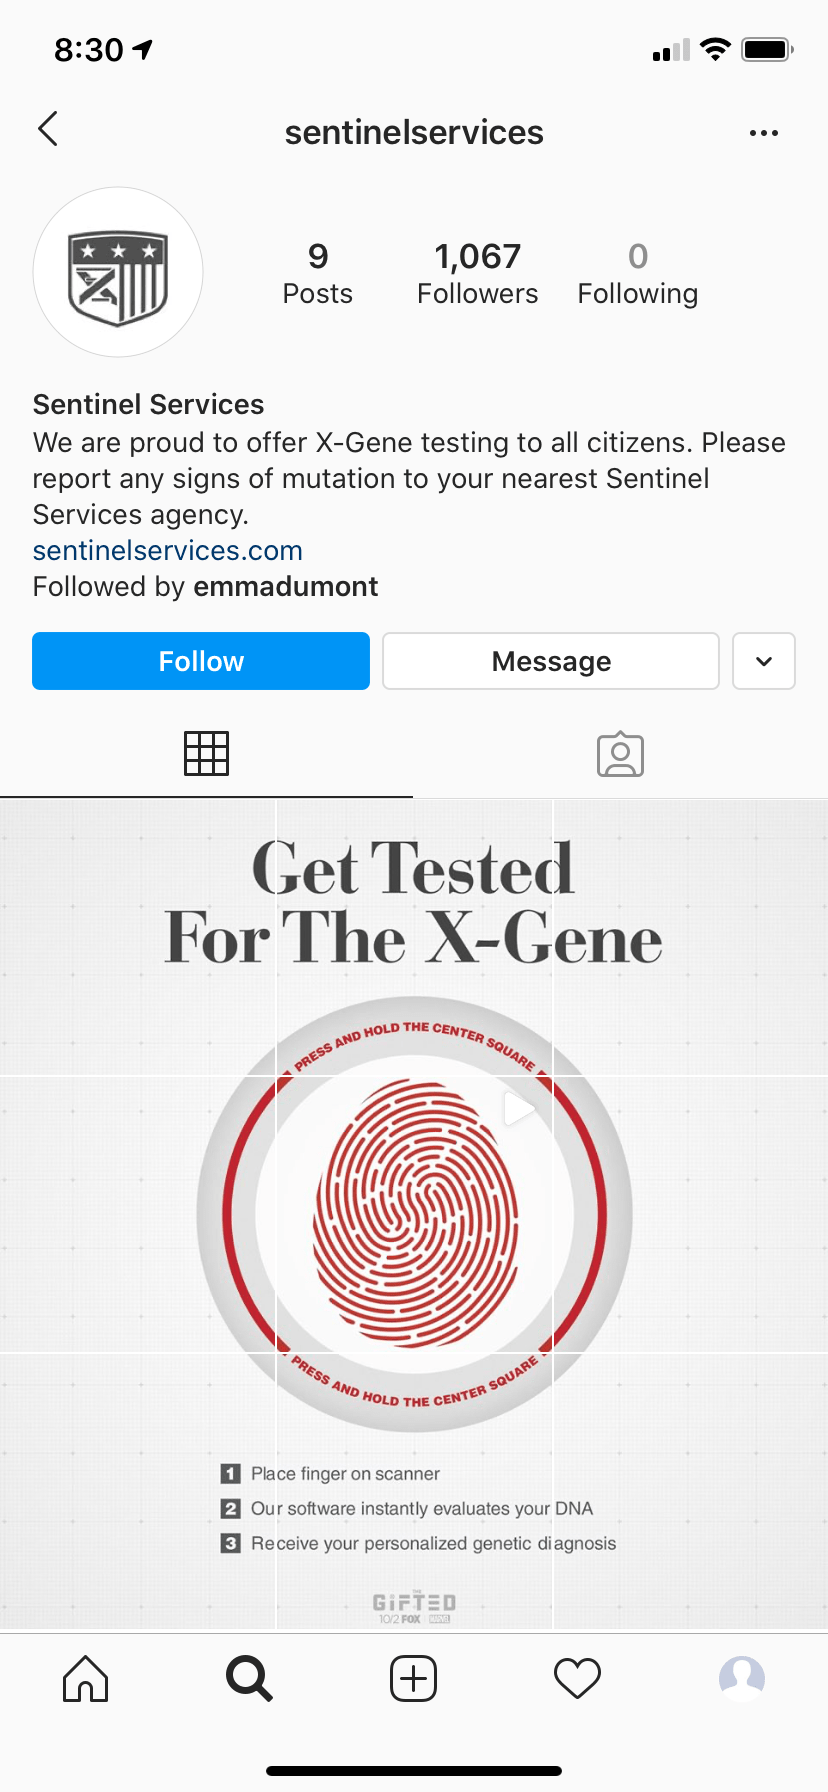 8:30
sentinelservices
9
Posts
1,067
Followers
0
Following
Sentinel Services
We are proud to offer X-Gene testing to all citizens. Please
report any signs of mutation to your nearest Sentinel
Services agency.
sentinelservices.com
Followed by emmadumont
Follow
Message
Get Tested
For The X-Gene
PRESS AND HOLD THE CENTER SQUARE
PRESS AND HOLD THE CENTER SQUARE
1 Place finger on scanner
2 Our software instantly evaluates your DNA
3 Receive your personalized genetic diagnosis
THE
GIFTED
10/2 FOX MARVEL